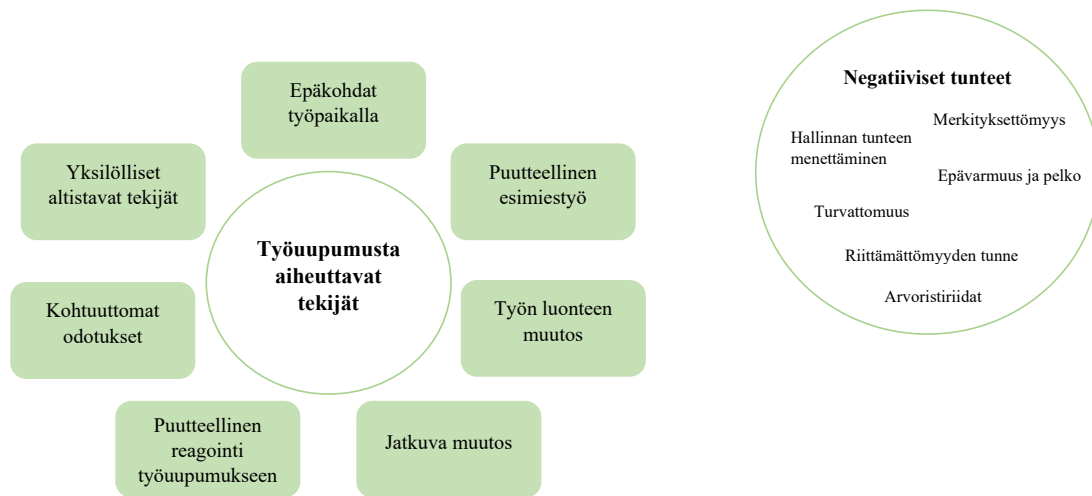 Epäkohdat
työpaikalla
Yksilölliset
altistavat tekijät
Puutteellinen
esimiestyö
Työuupumusta
aiheuttavat
tekijät
Kohtuuttomat
odotukset
Työn luonteen
muutos
Puutteellinen
reagointi
työuupumukseen
Jatkuva muutos
Negatiiviset tunteet
Merkityksettömyys
Hallinnan tunteen
menettäminen
Epävarmuus ja pelko
Turvattomuus
Riittämättömyyden tunne
Arvoristiriidat